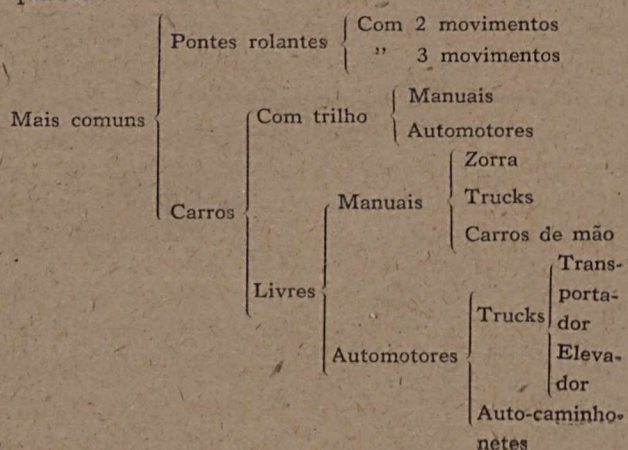 Pontes rolantes
Com 2 movimentos
” 3 movimentos
Mais comuns
Carros
Com trilho
Manuais
Automotores
Livres
Manuais
Zorra
Trucks
Carros de mão
Automotores
Trucks
Trans-
porta-
dor
Eleva-
dor
Auto-caminho-
netes